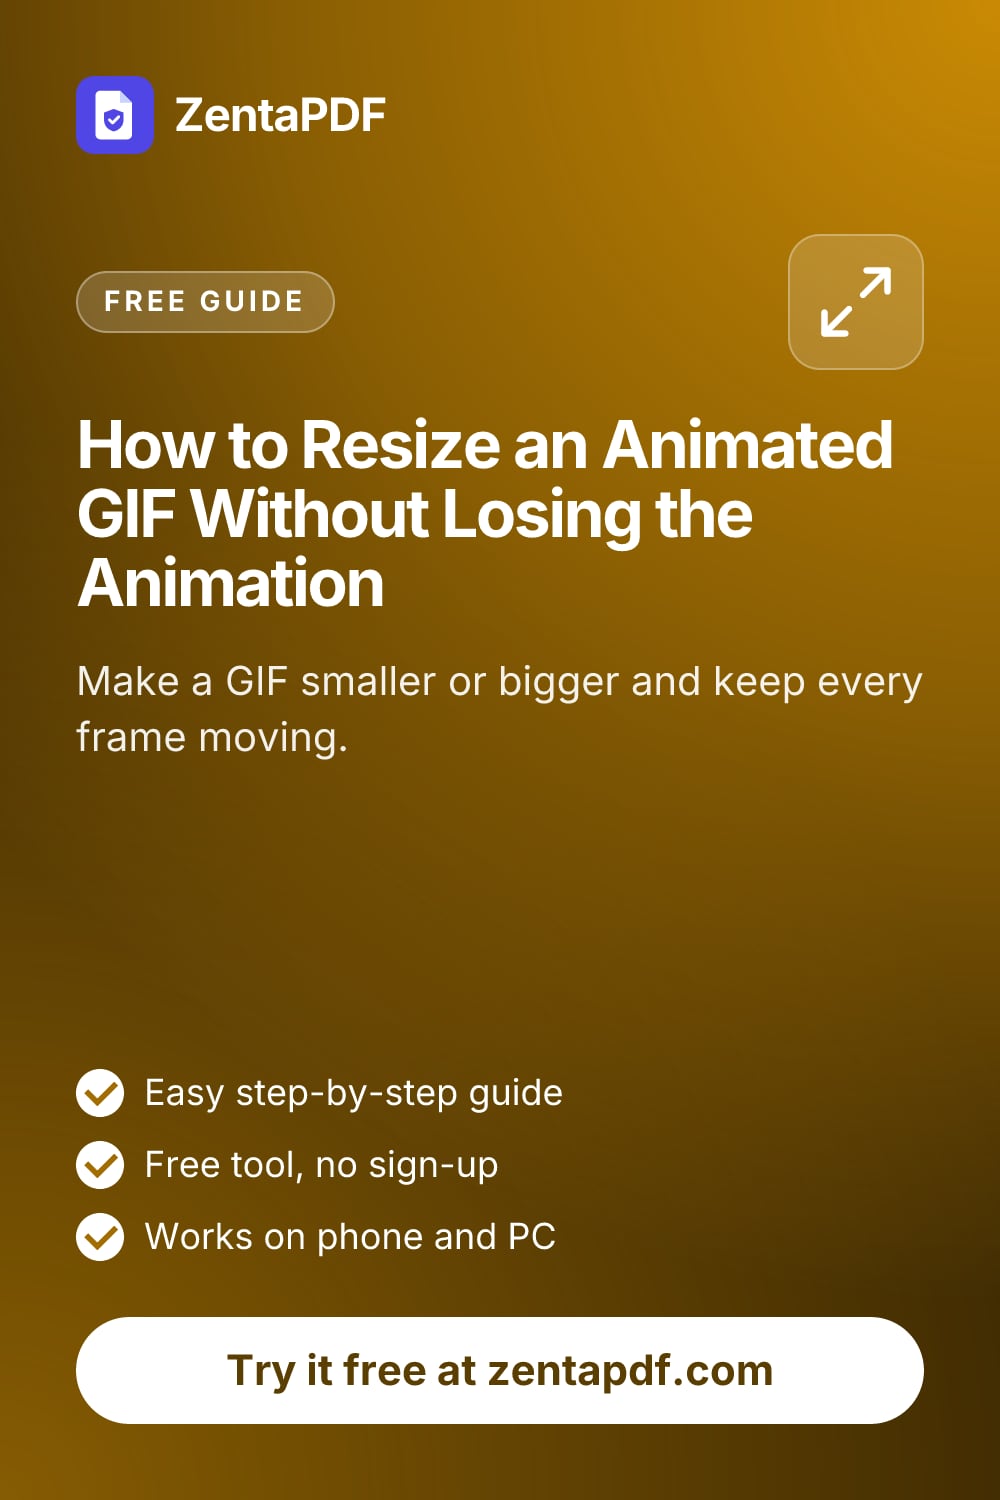 ZentaPDF
FREE GUIDE
How to Resize an Animated
GIF Without Losing the
Animation
Make a GIF smaller or bigger and keep every
frame moving.
Easy step-by-step guide
Free tool, no sign-up
Works on phone and PC
Try it free at zentapdf.com